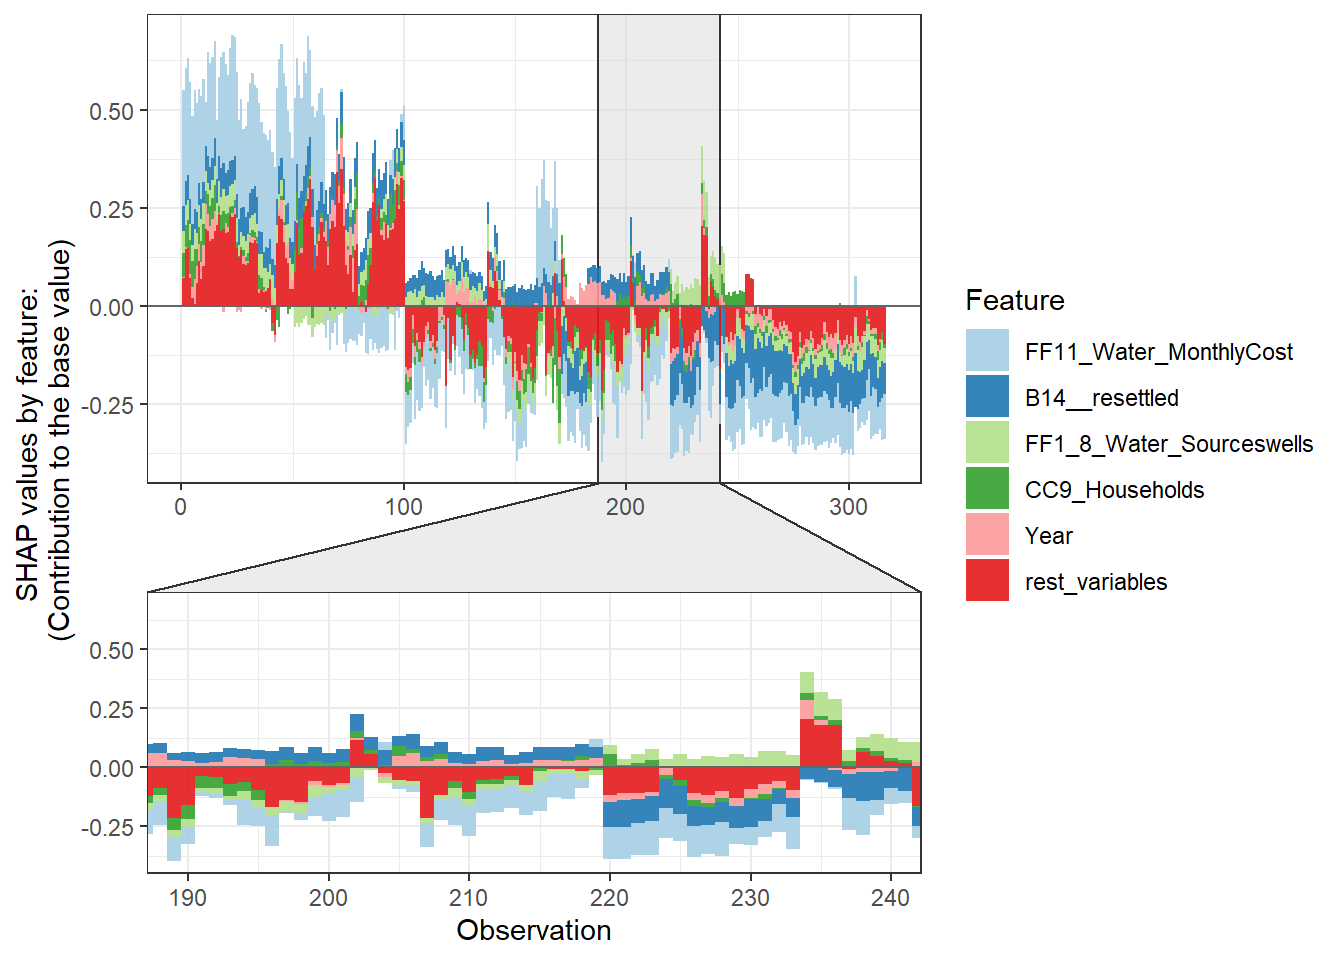 SHAP values by feature:
(Contribution to the base value)
0.50
0.25
0.00
-0.25
0
100
200
300
0.50
0.25
0.00
-0.25
190
200
210
220
230
240
Observation
Feature
FF11_Water_MonthlyCost
B14__resettled
FF1_8_Water_Sourceswells
CC9_Households
Year
rest_variables